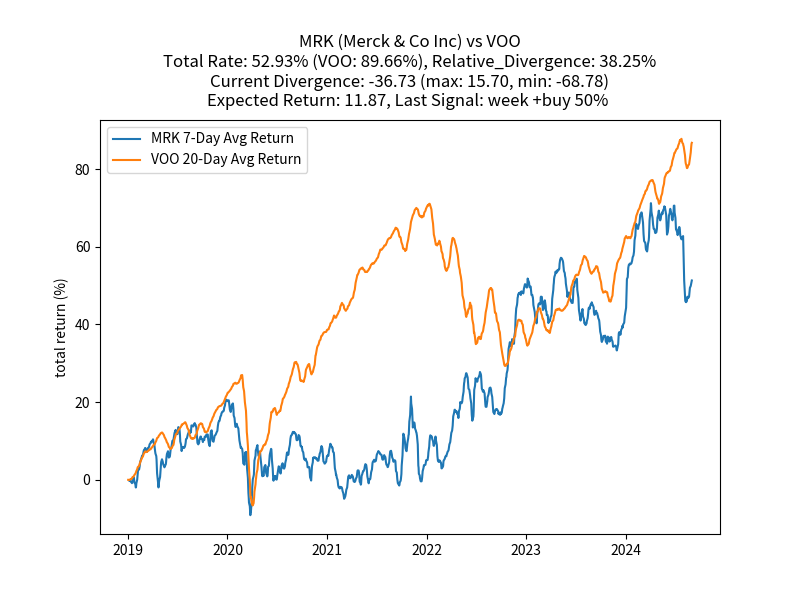 MRK (Merck & Co Inc) vs VOO
Total Rate: 52.93% (VOO: 89.66%), Relative_Divergence: 38.25%
Current Divergence: -36.73 (max: 15.70, min: -68.78)
Expected Return: 11.87, Last Signal: week +buy 50%
MRK 7-Day Avg Return
VOO 20-Day Avg Return
80
60
40
20
0
total return (%)
2019 2020 2021 2022 2023 2024